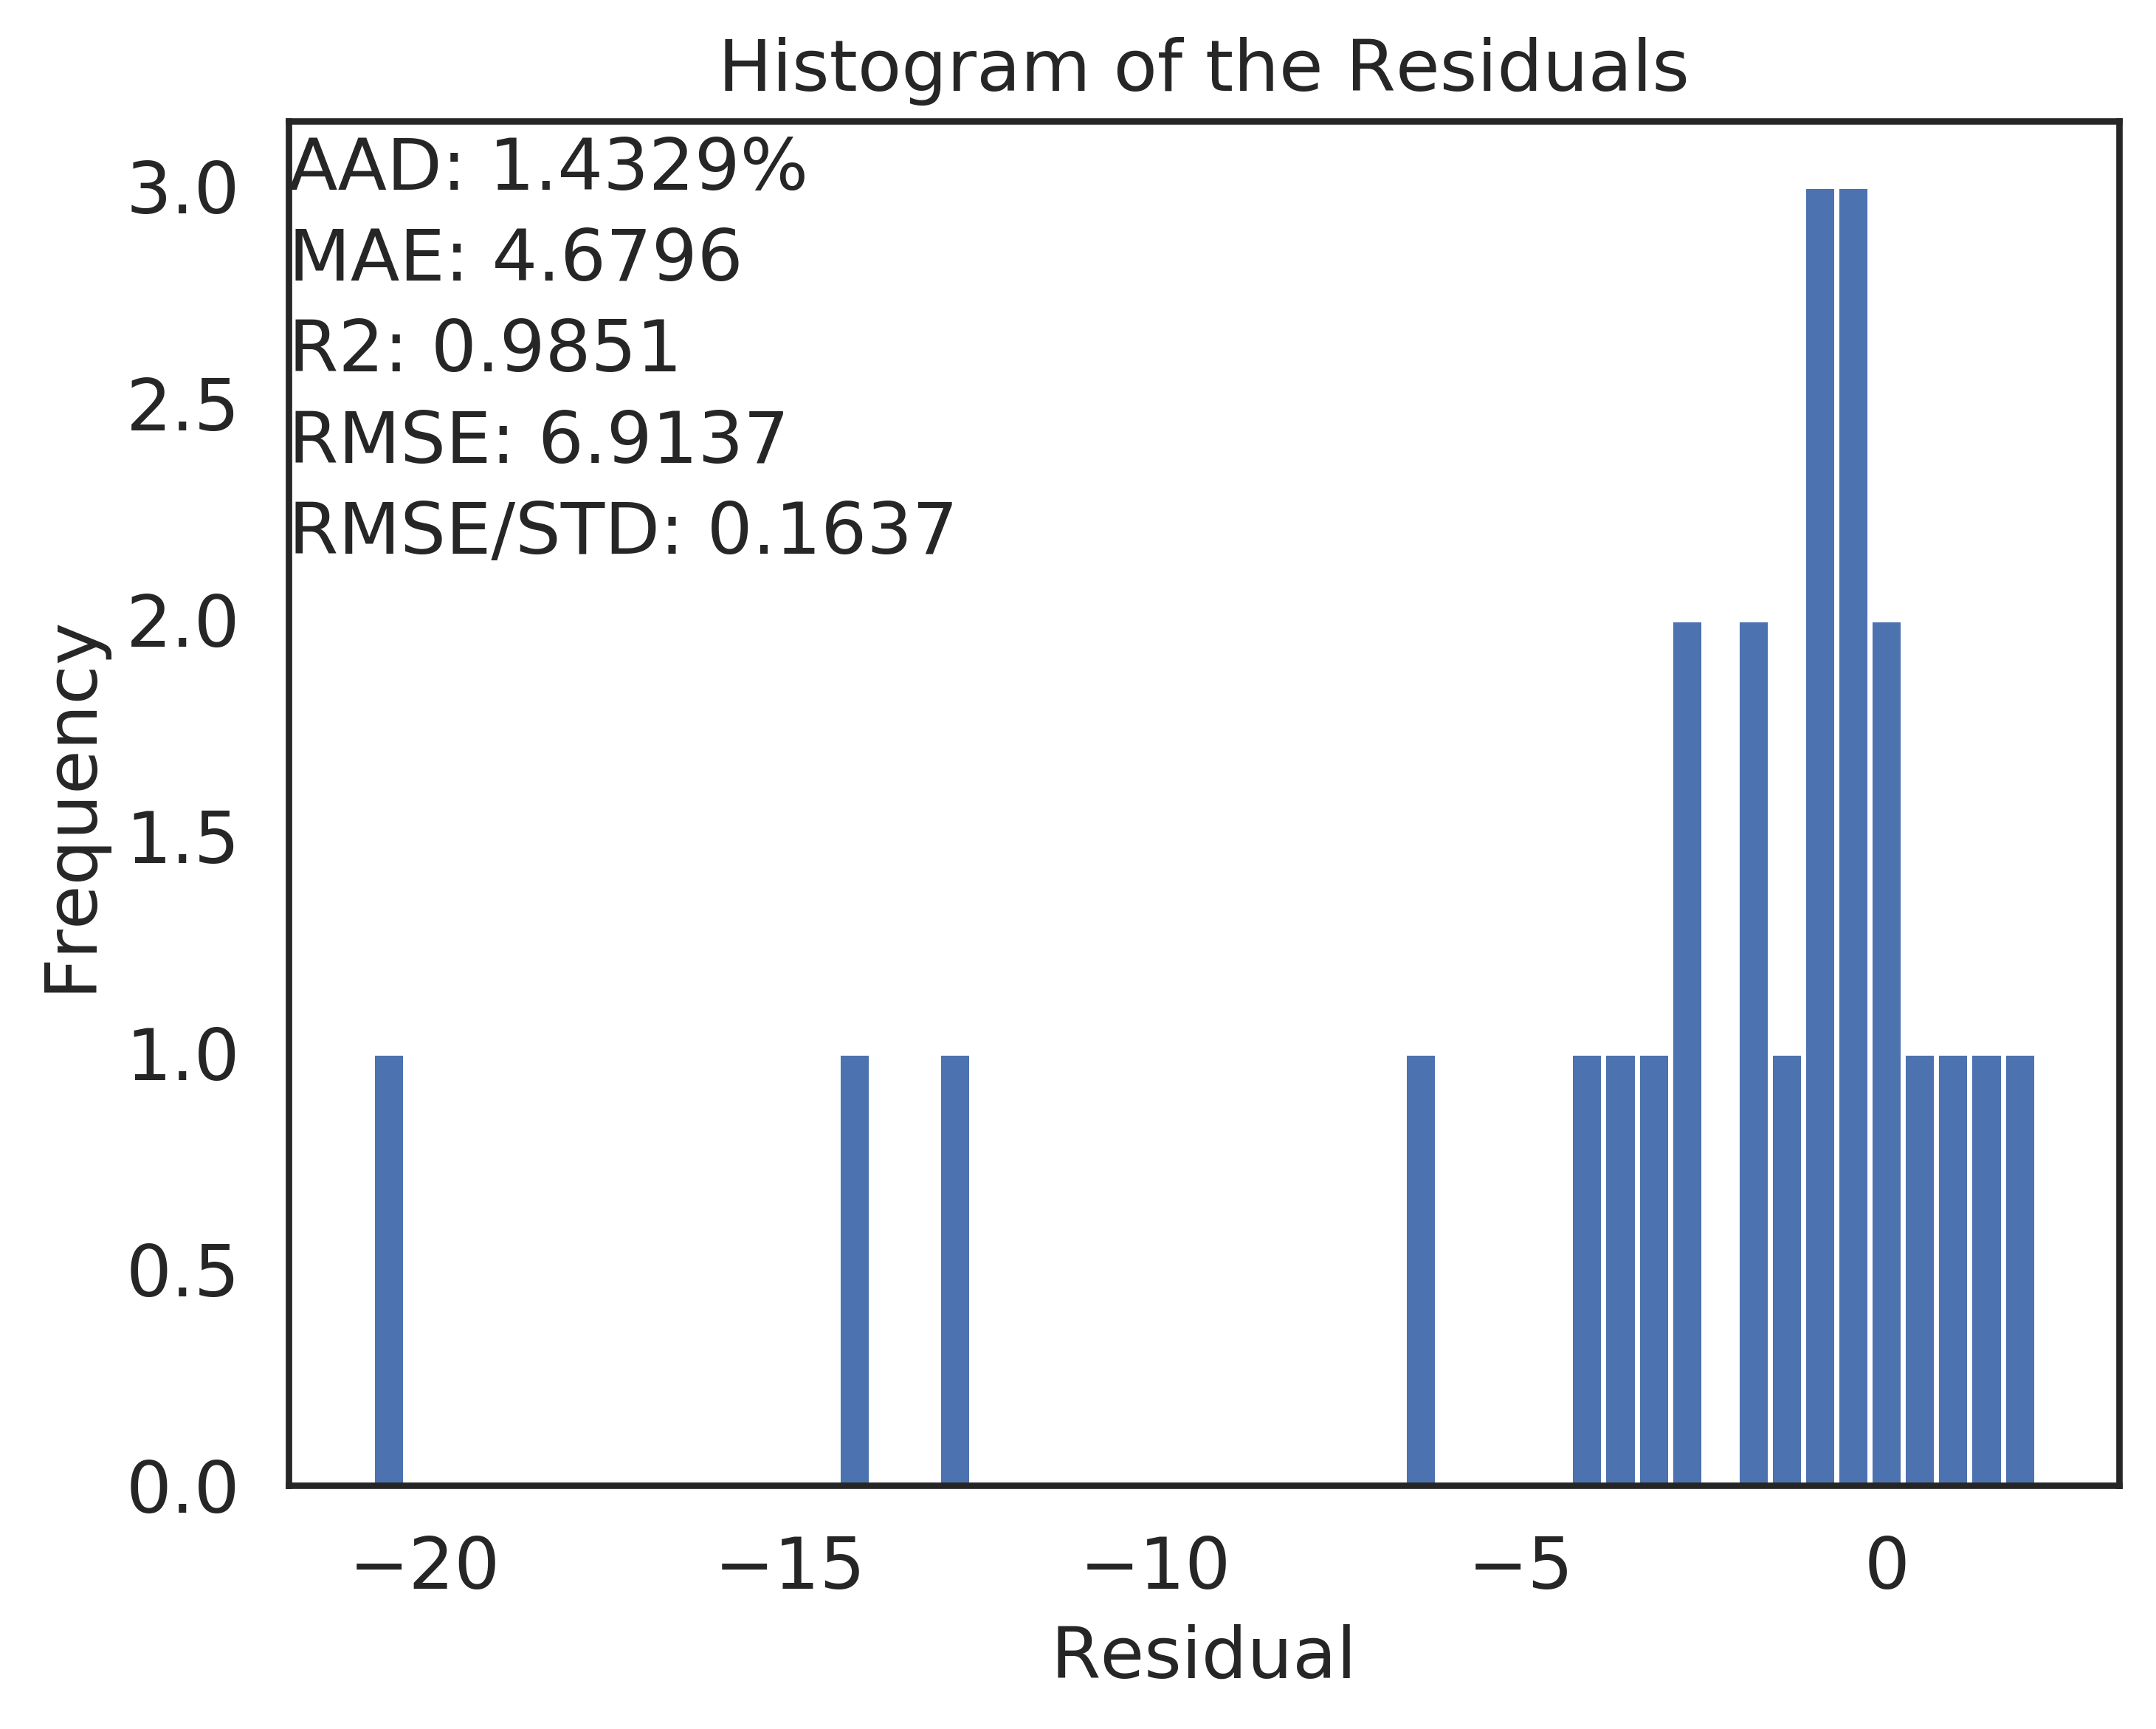 Histogram of the Residuals
AAD: 1.4329%
MAE: 4.6796
R2: 0.9851
RMSE: 6.9137
RMSE/STD: 0.1637
Frequency
3.0
2.5
2.0
1.5
1.0
0.5
0.0
−20 −15 −10 −5 0
Residual